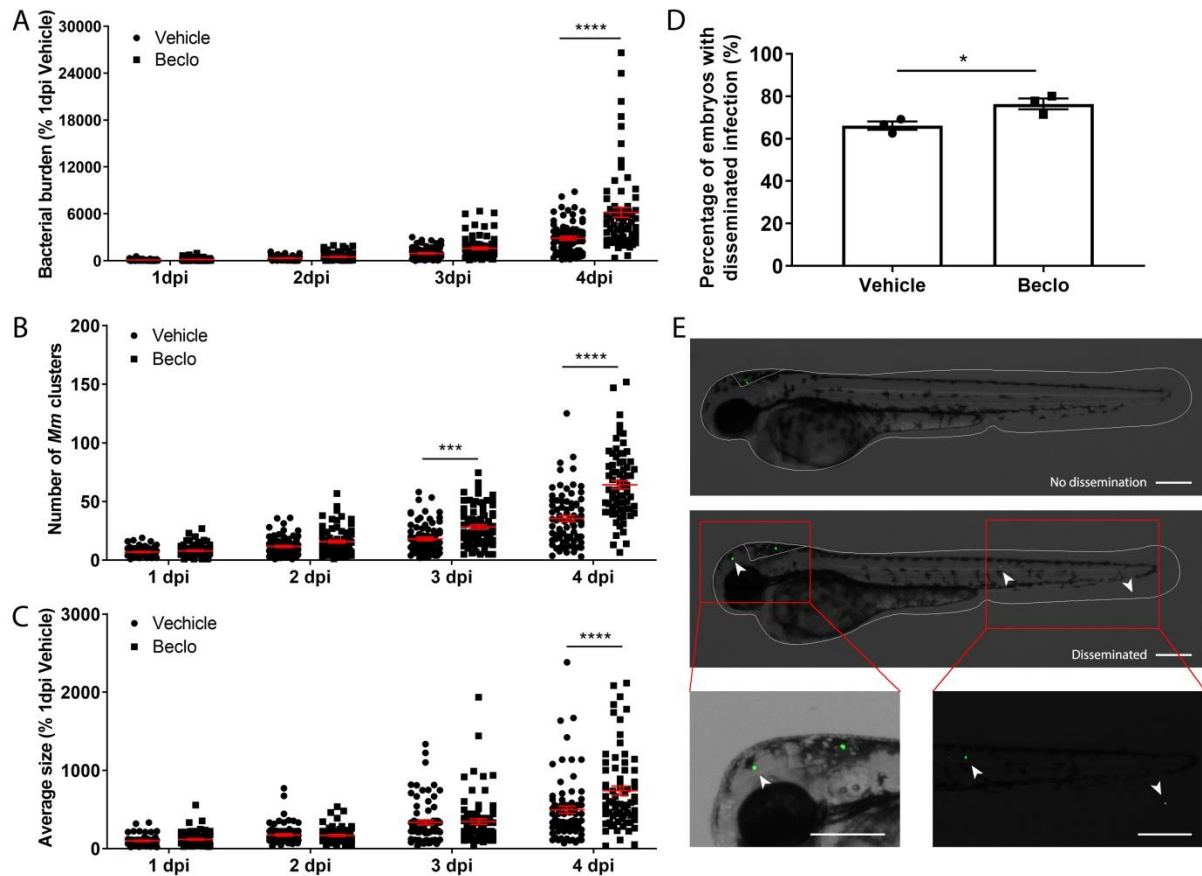 A
Bacterial burden (% 1dpi Vehicle)
30000
24000
18000
12000
6000
0
Vehicle
Beclo
****
1dpi
2dpi
3dpi
4dpi
B
Number of Mm clusters
200
150
100
50
0
Vehicle
Beclo
***
****
1 dpi
2 dpi
3 dpi
4 dpi
C
Average size (% 1dpi Vehicle)
3000
2000
1000
0
Vechicle
Beclo
****
1 dpi
2 dpi
3 dpi
4 dpi
D
Percentage of embryos with
disseminated infection (%)
100
80
60
40
20
0
*
Vehicle
Beclo
E
No dissemination
Disseminated